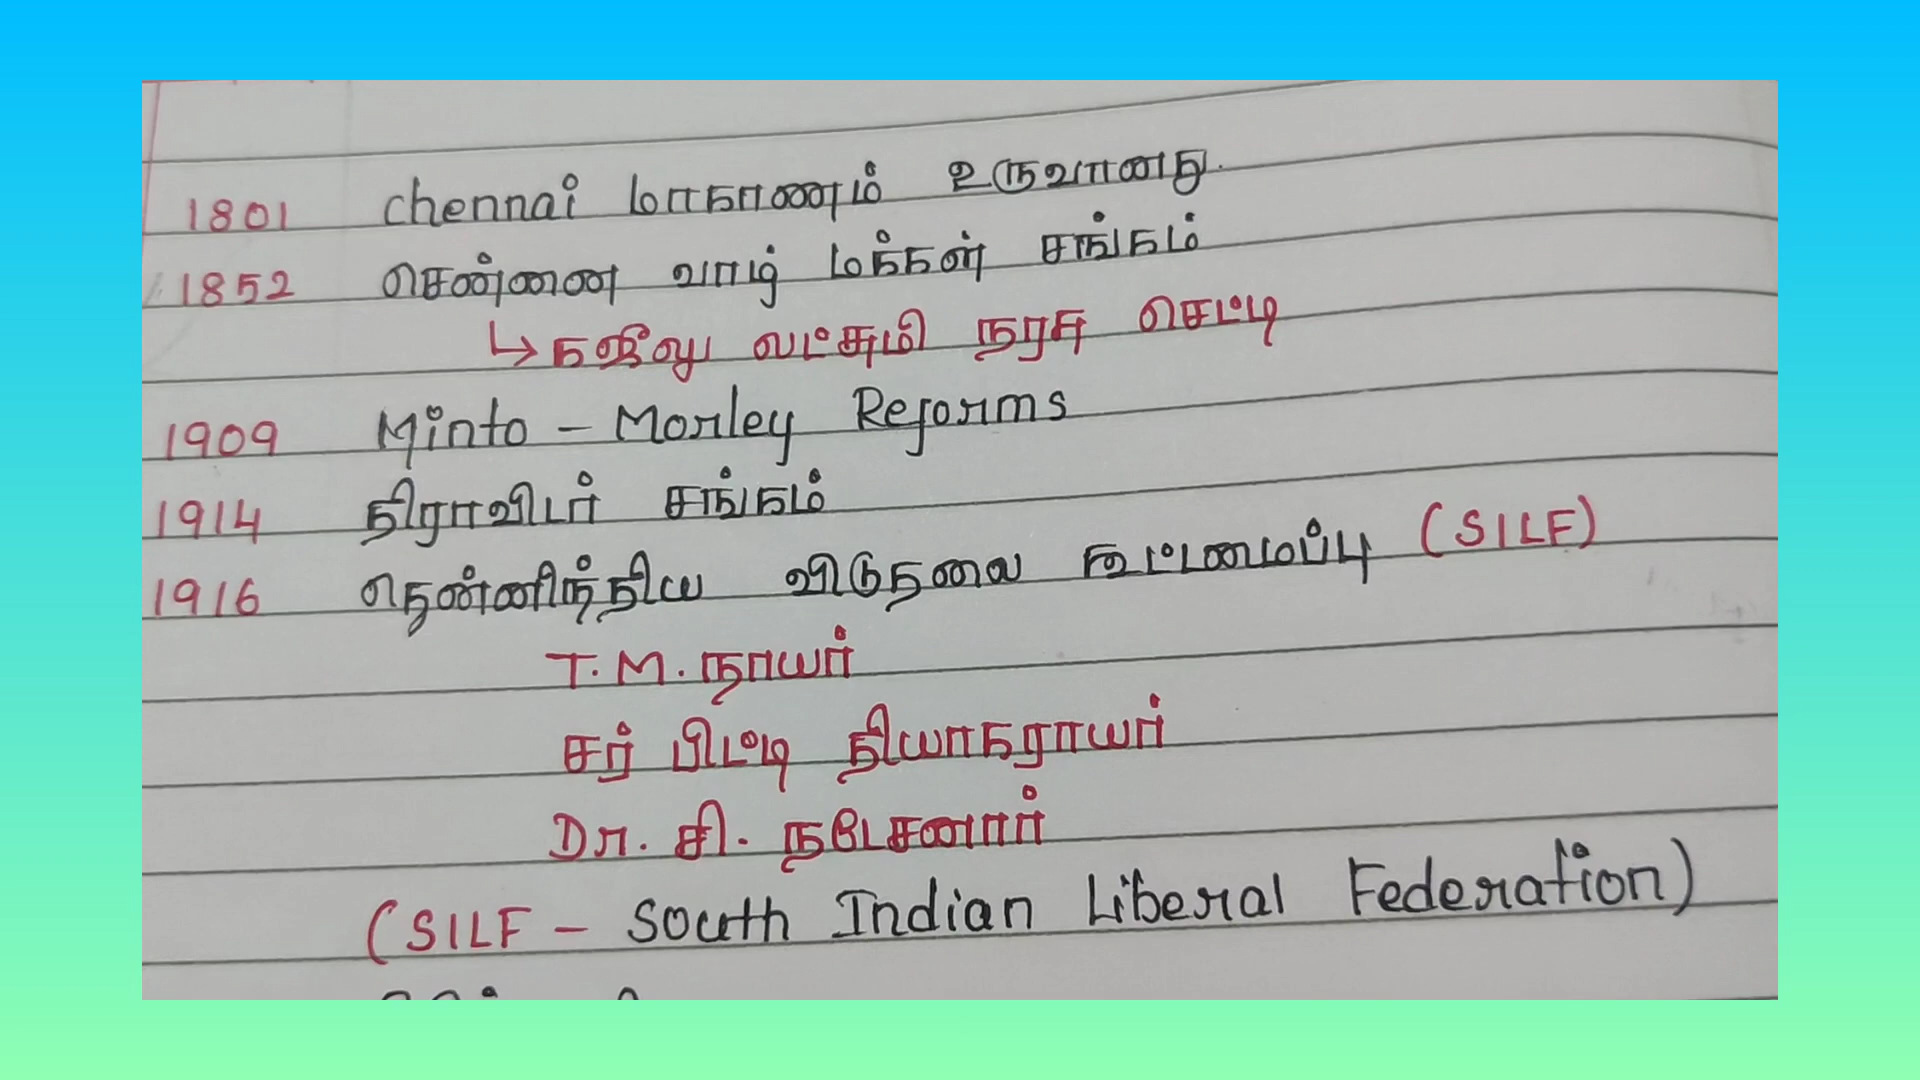 1801 chennai மாகாணம் உருவானது.
1852 சென்னை வாழ் மக்கள் சங்கம்
↳ கஜீலு லட்சுமி நரசு செட்டி
1909 Minto - Morley Reforms
1914 திராவிடர் சங்கம்
1916 தென்னிந்திய விடுதலை கூட்டமைப்பு (SILF)
T.M. நாயர்
சர் பிட்டி தியாகராயர்
Dr. சி. நடேசனார்
(SILF - South Indian Liberal Federation)